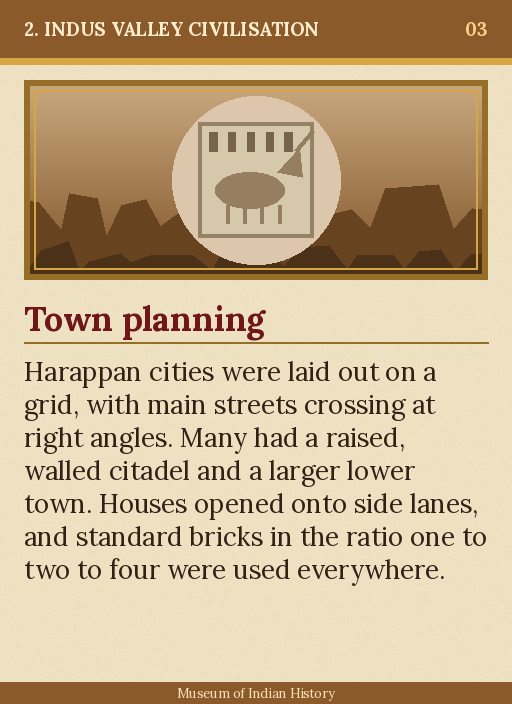 2. INDUS VALLEY CIVILISATION 03
Town planning
Harappan cities were laid out on a
grid, with main streets crossing at
right angles. Many had a raised,
walled citadel and a larger lower
town. Houses opened onto side lanes,
and standard bricks in the ratio one to
two to four were used everywhere.
Museum of Indian History